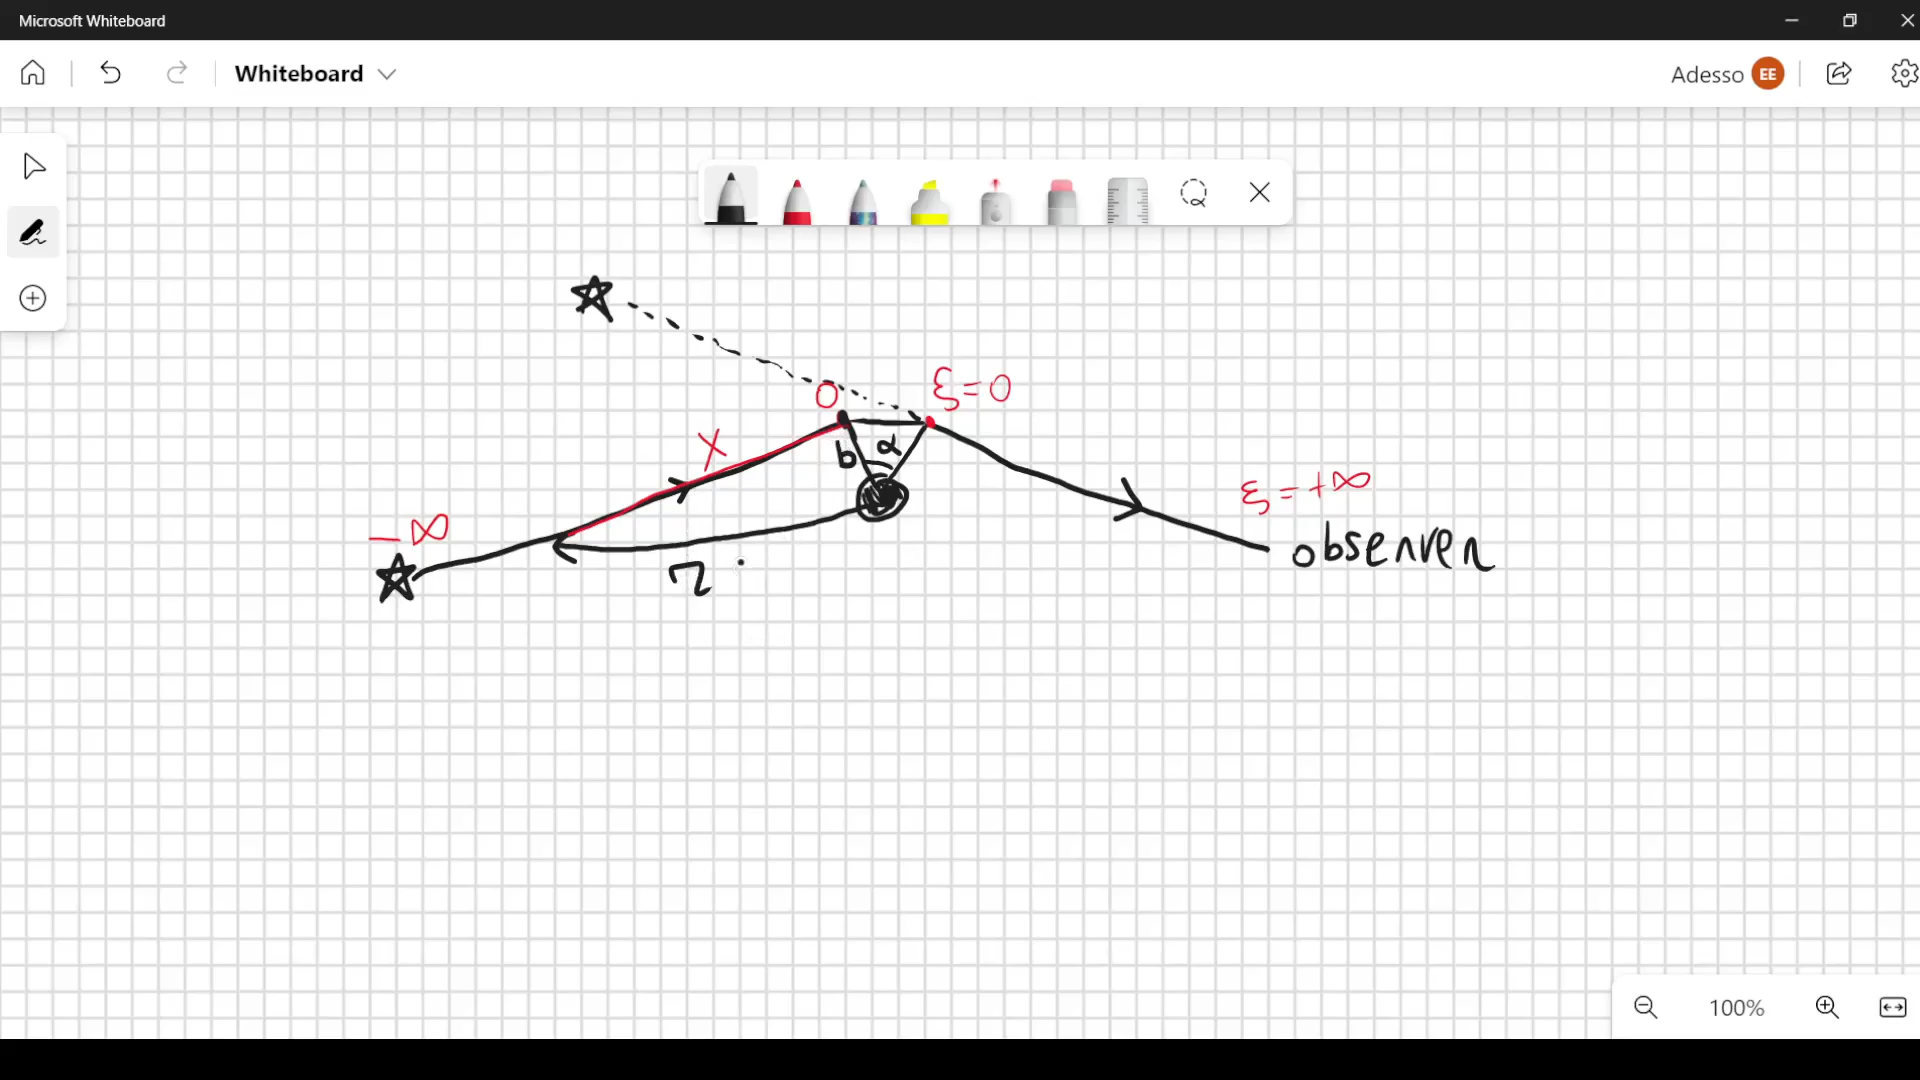 Microsoft Whiteboard
Whiteboard
Adesso EE
O
ξ=0
X
b α
ξ=+∞
-∞
observer
r
100%